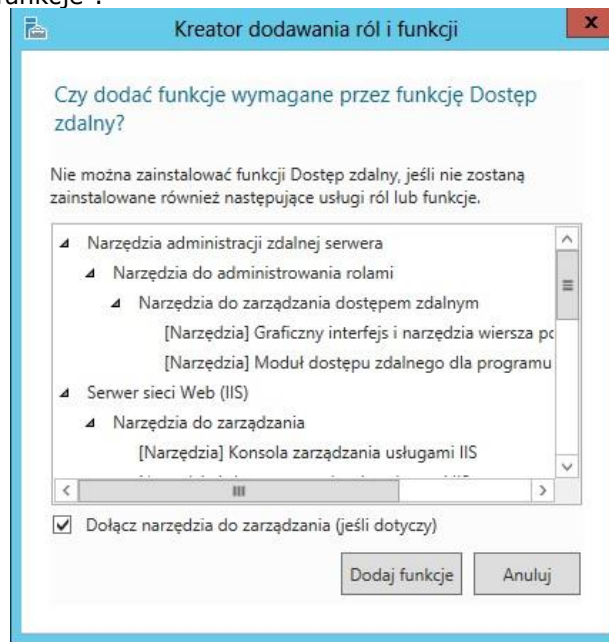 funkcje".
Kreator dodawania ról i funkcji
x
Czy dodać funkcje wymagane przez funkcję Dostęp
zdalny?
Nie można zainstalować funkcji Dostęp zdalny, jeśli nie zostaną
zainstalowane również następujące usługi ról lub funkcje.
Narzędzia administracji zdalnej serwera
Narzędzia do administrowania rolami
Narzędzia do zarządzania dostępem zdalnym
[Narzędzia] Graficzny interfejs i narzędzia wiersza
[Narzędzia] Moduł dostępu zdalnego dla programu
Serwer sieci Web (IIS)
Narzędzia do zarządzania
[Narzędzia] Konsola zarządzania usługami IIS
Dołącz narzędzia do zarządzania (jeśli dotyczy)
Dodaj funkcje Anuluj